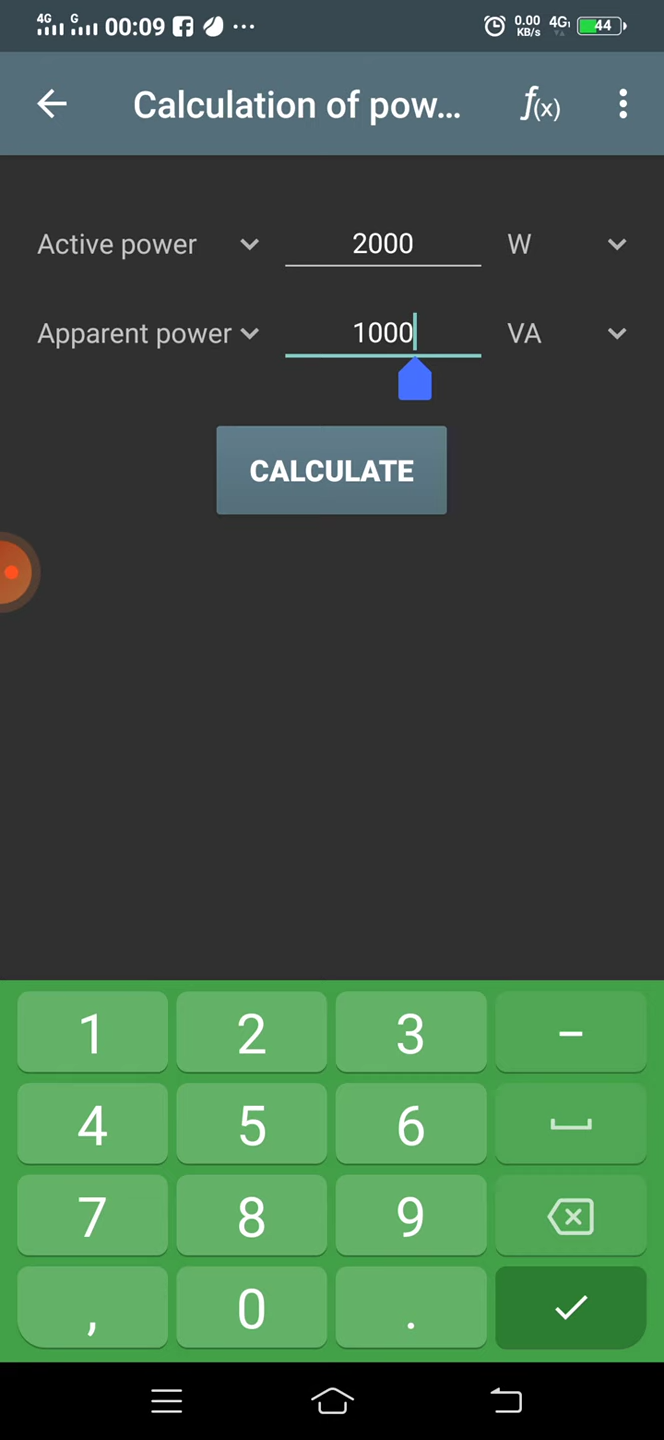 4G G 00:09 ... 0.00 KB/s 4G 44
Calculation of pow... f(x)
Active power 2000 W
Apparent power 1000 VA
CALCULATE
1 2 3 -
4 5 6
7 8 9
, 0 .